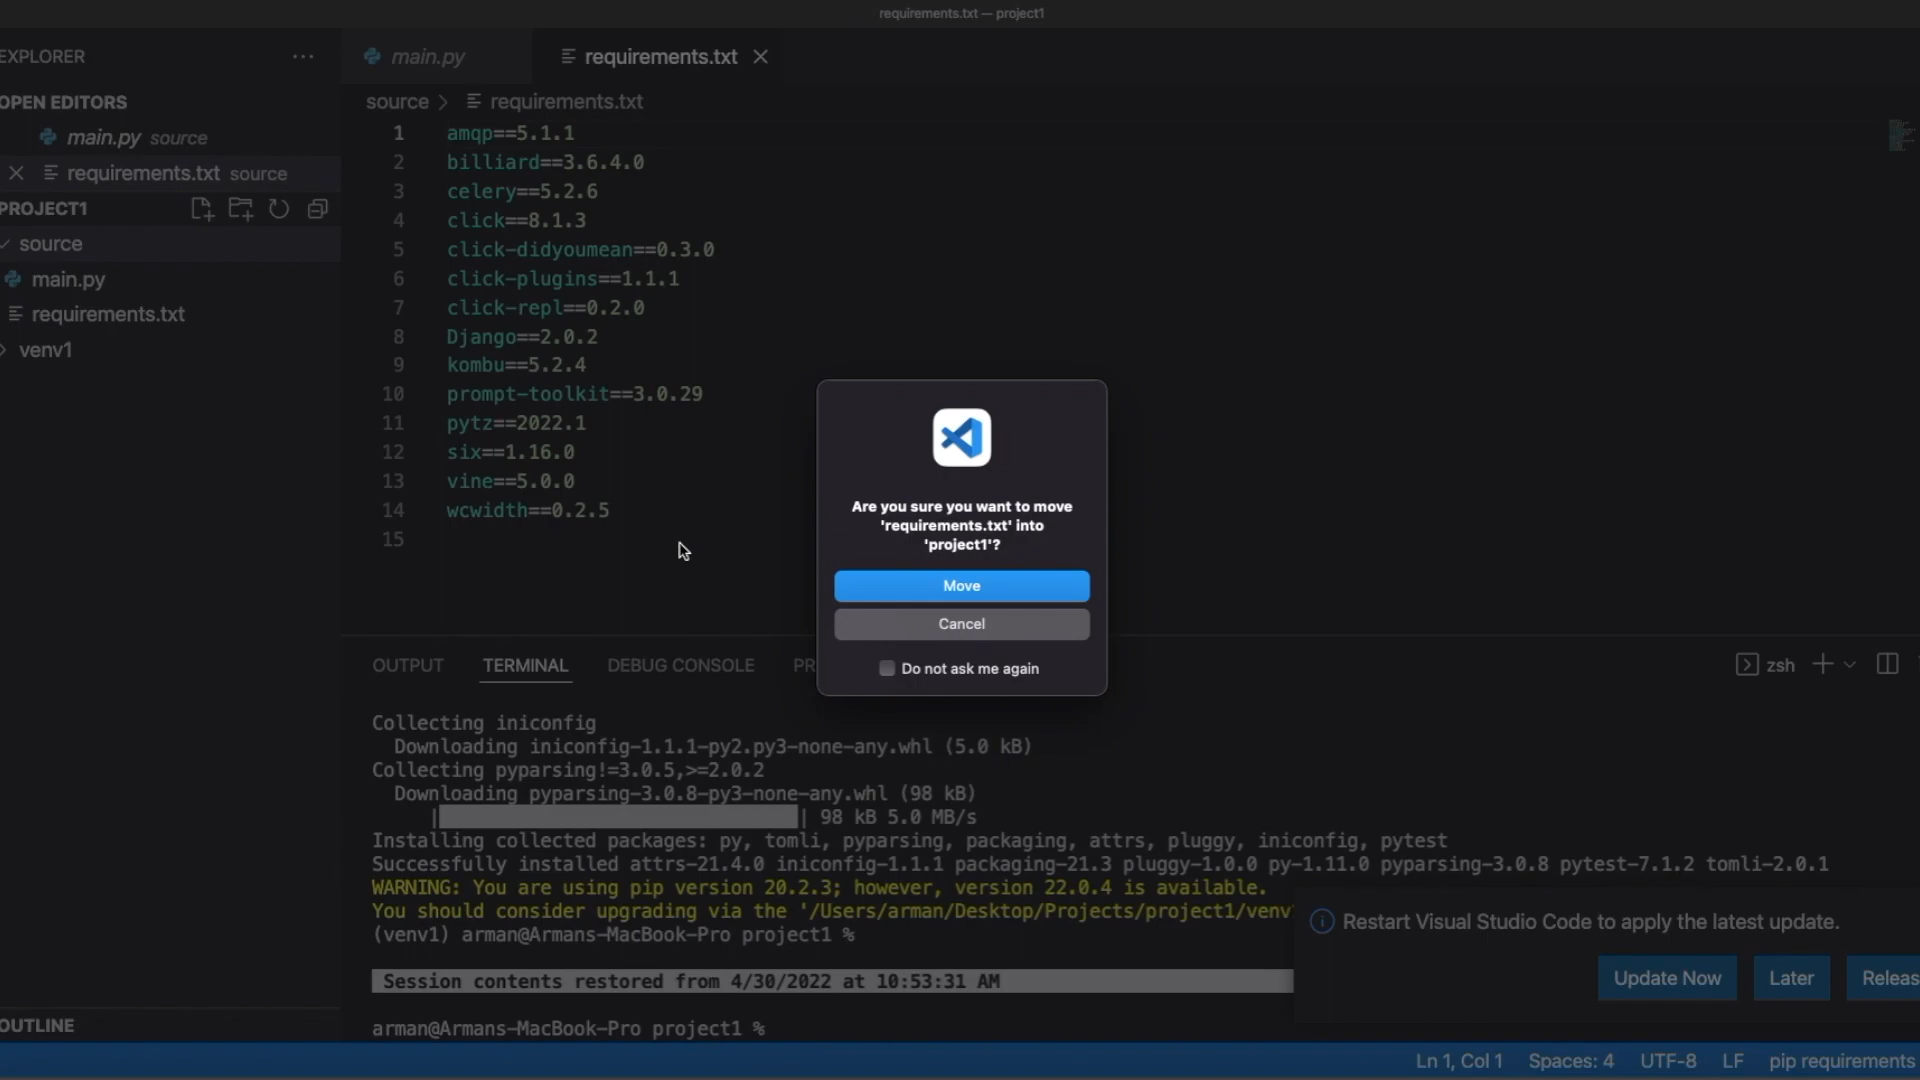 requirements.txt — project1
EXPLORER
main.py
requirements.txt
OPEN EDITORS
main.py source
requirements.txt source
PROJECT1
source
main.py
requirements.txt
venv1
OUTLINE
source > requirements.txt
1 amqp==5.1.1
2 billiard==3.6.4.0
3 celery==5.2.6
4 click==8.1.3
5 click-didyoumean==0.3.0
6 click-plugins==1.1.1
7 click-repl==0.2.0
8 Django==2.0.2
9 kombu==5.2.4
10 prompt-toolkit==3.0.29
11 pytz==2022.1
12 six==1.16.0
13 vine==5.0.0
14 wcwidth==0.2.5
15
Are you sure you want to move
'requirements.txt' into
'project1'?
Move
Cancel
Do not ask me again
OUTPUT TERMINAL DEBUG CONSOLE PR
zsh
Collecting iniconfig
Downloading iniconfig-1.1.1-py2.py3-none-any.whl (5.0 kB)
Collecting pyparsing!=3.0.5,>=2.0.2
Downloading pyparsing-3.0.8-py3-none-any.whl (98 kB)
| | 98 kB 5.0 MB/s
Installing collected packages: py, tomli, pyparsing, packaging, attrs, pluggy, iniconfig, pytest
Successfully installed attrs-21.4.0 iniconfig-1.1.1 packaging-21.3 pluggy-1.0.0 py-1.11.0 pyparsing-3.0.8 pytest-7.1.2 tomli-2.0.1
WARNING: You are using pip version 20.2.3; however, version 22.0.4 is available.
You should consider upgrading via the '/Users/arman/Desktop/Projects/project1/venv
(venv1) arman@Armans-MacBook-Pro project1 %
Session contents restored from 4/30/2022 at 10:53:31 AM
arman@Armans-MacBook-Pro project1 %
Restart Visual Studio Code to apply the latest update.
Update Now Later Releas
Ln 1, Col 1 Spaces: 4 UTF-8 LF pip requirements